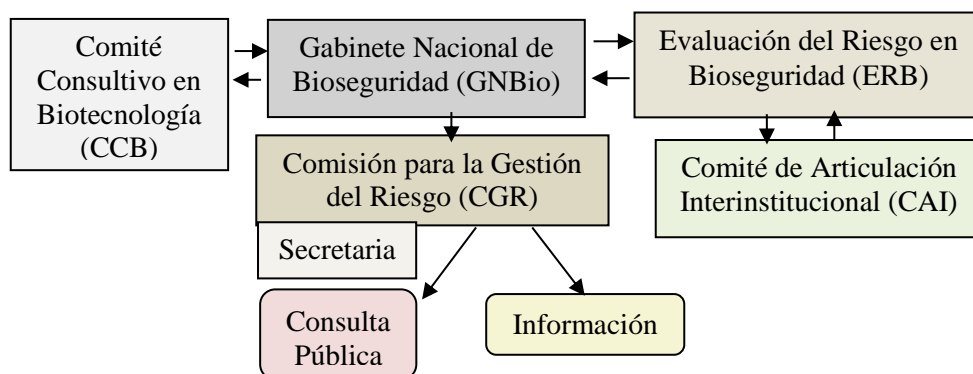 Comité
Consultivo en
Biotecnología
(CCB)
Gabinete Nacional de
Bioseguridad (GNBio)
Evaluación del Riesgo en
Bioseguridad (ERB)
Comisión para la Gestión
del Riesgo (CGR)
Comité de Articulación
Interinstitucional (CAI)
Secretaria
Consulta
Pública
Información